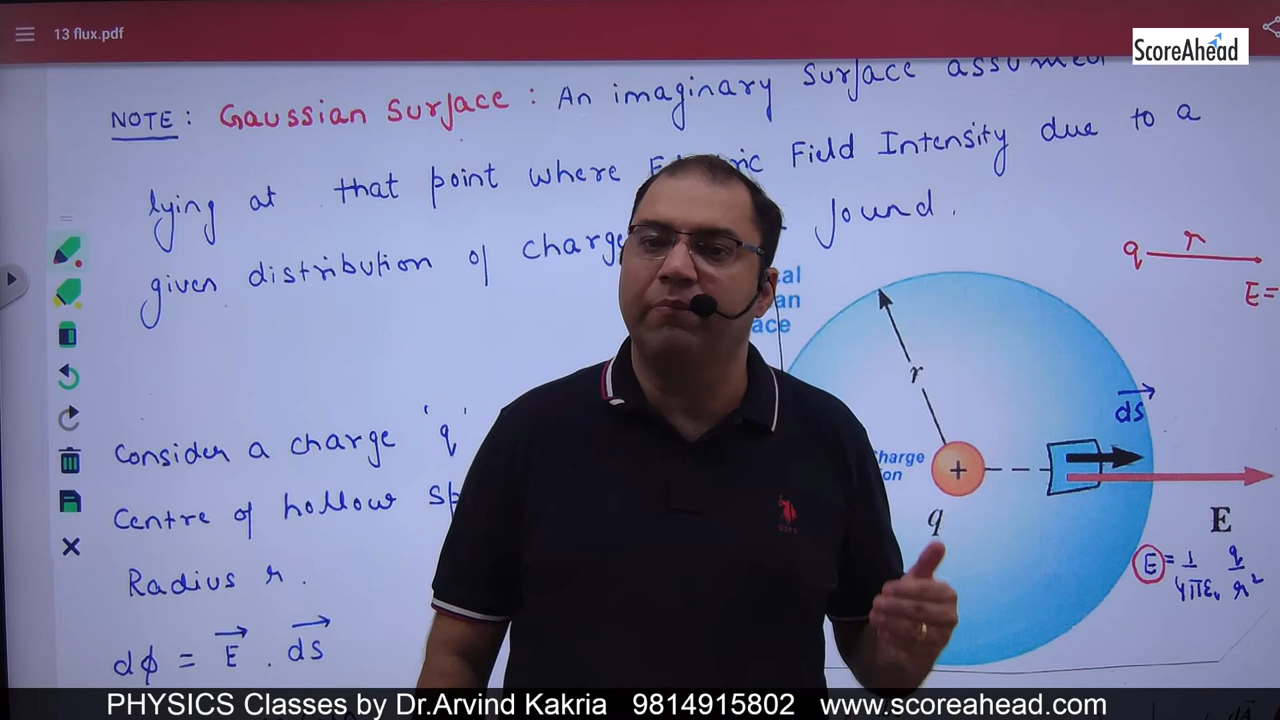 13 flux.pdf
ScoreAhead
NOTE: Gaussian Surface : An imaginary surface
lying at that point where Field Intensity due to a
given distribution of charge found.
q r
E=
r
ds
Consider a charge 'q'
Centre of hollow
Charge
+
q
E
E = 1/4πε₀ q/r²
Radius r.
dφ = E . ds
PHYSICS Classes by Dr.Arvind Kakria 9814915802 www.scoreahead.com